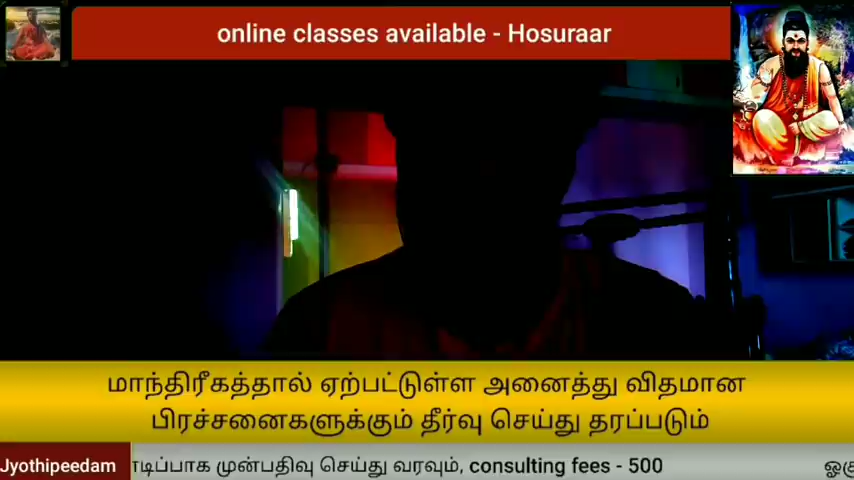 online classes available - Hosuraar
மாந்திரீகத்தால் ஏற்பட்டுள்ள அனைத்து விதமான
பிரச்சனைகளுக்கும் தீர்வு செய்து தரப்படும்
Jyothipeedam முன்பதிவு செய்து வரவும், consulting fees - 500